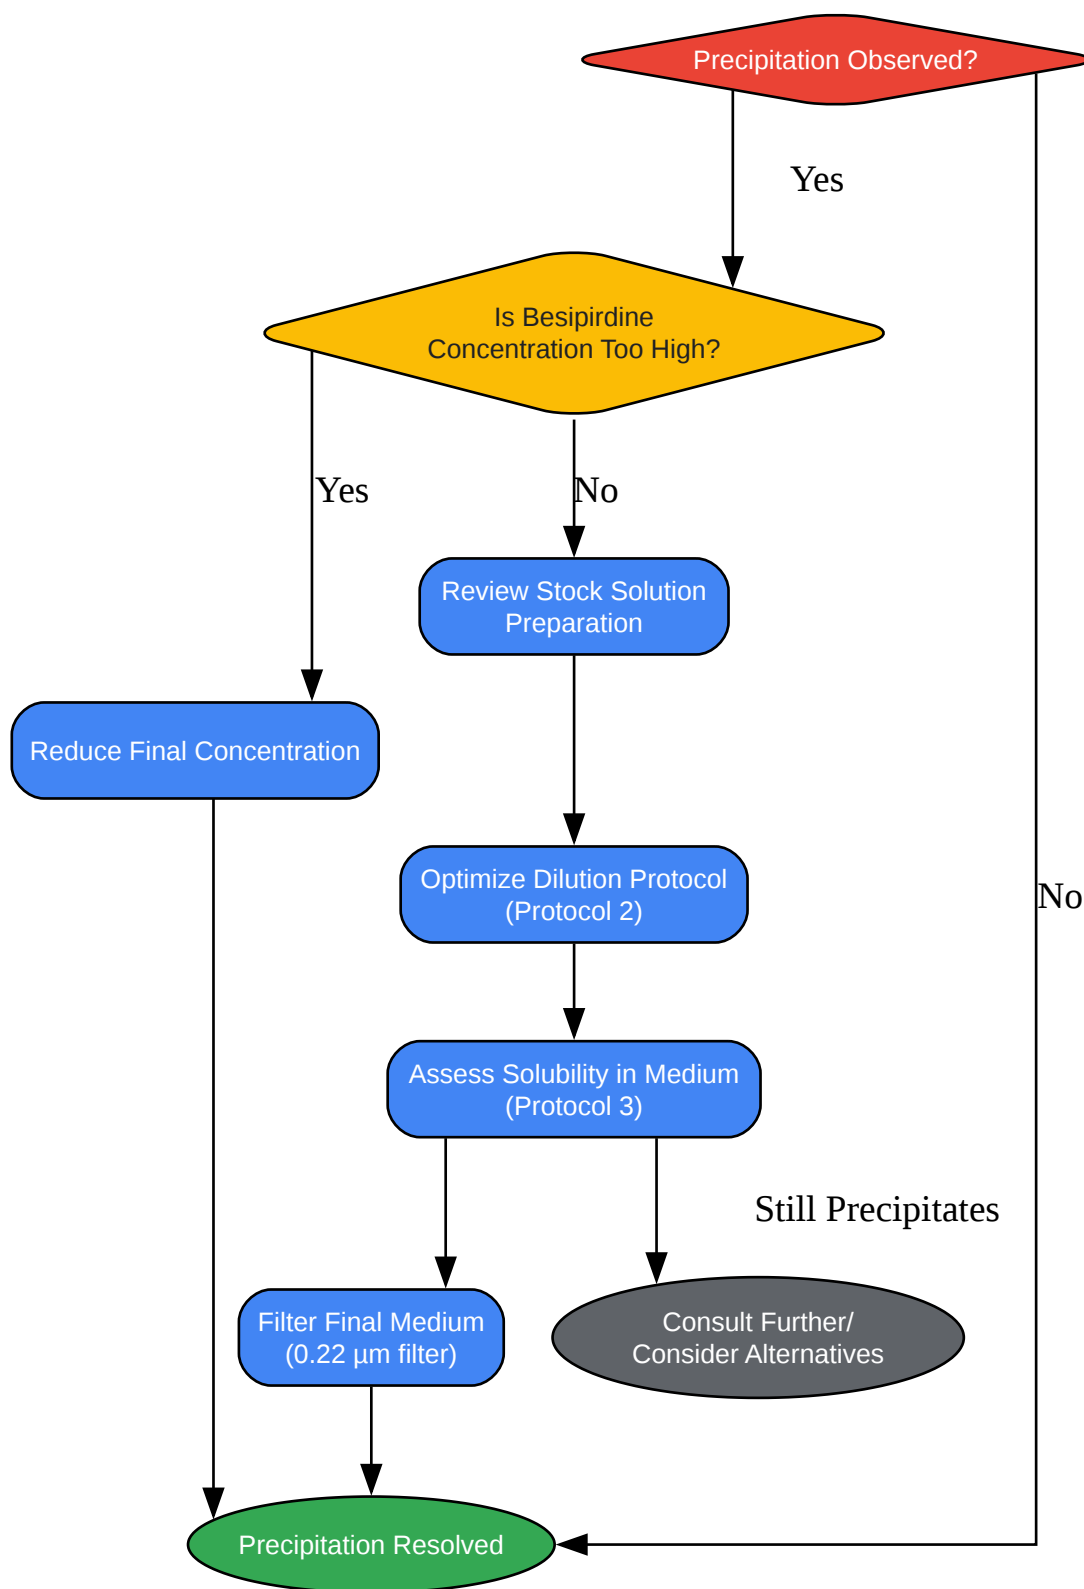 Precipitation Observed?
Yes
Is Besipirdine
Concentration Too High?
Yes
No
Review Stock Solution
Preparation
Reduce Final Concentration
Optimize Dilution Protocol
(Protocol 2)
No
Assess Solubility in Medium
(Protocol 3)
Still Precipitates
Filter Final Medium
(0.22 µm filter)
Consult Further/
Consider Alternatives
Precipitation Resolved